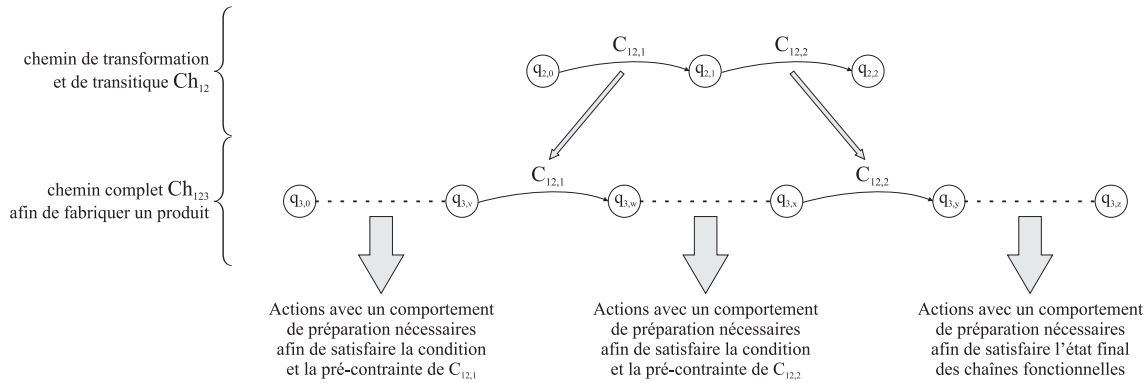 chemin de transformation
et de transitique Ch12
C12,1
C12,2
q2,0
q2,1
q2,2
chemin complet Ch123
afin de fabriquer un produit
C12,1
C12,2
q3,0
q3,v
q3,w
q3,x
q3,y
q3,z
Actions avec un comportement
de préparation nécessaires
afin de satisfaire la condition
et la pré-contrainte de C12,1
Actions avec un comportement
de préparation nécessaires
afin de satisfaire la condition
et la pré-contrainte de C12,2
Actions avec un comportement
de préparation nécessaires
afin de satisfaire l'état final
des chaînes fonctionnelles